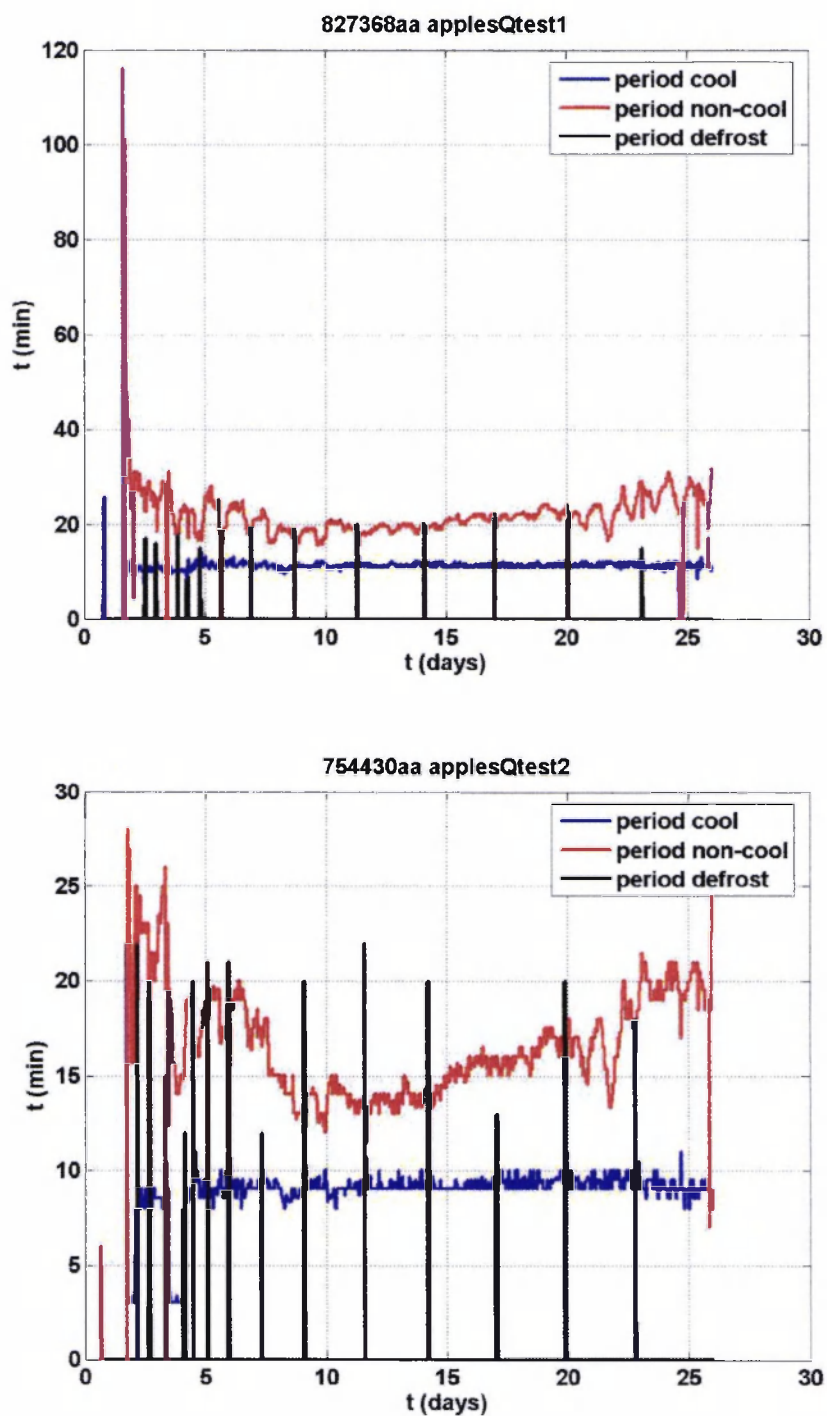 827368aa applesQtest1
120
100
80
60
40
20
0
t (min)
period cool
period non-cool
period defrost
0 5 10 15 20 25 30
t (days)
754430aa applesQtest2
30
25
20
15
10
5
0
t (min)
period cool
period non-cool
period defrost
0 5 10 15 20 25 30
t (days)